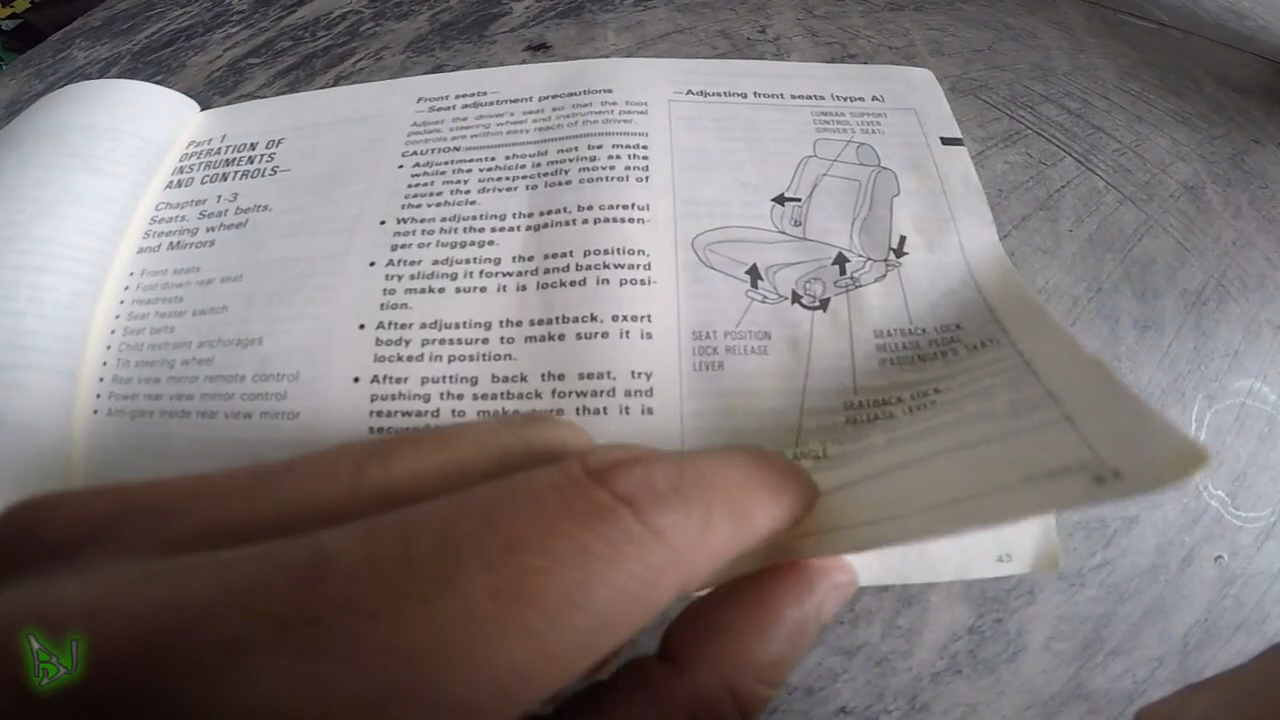 Part 1
OPERATION OF
INSTRUMENTS
AND CONTROLS—
Chapter 1-3
Seats, Seat belts,
Steering wheel
and Mirrors
• Front seats
• Fold down rear seat
• Headrests
• Seat heater switch
• Seat belts
• Child restraint anchorages
• Tilt steering wheel
• Rear view mirror remote control
• Power rear view mirror control
• Anti-glare inside rear view mirror
Front seats—
—Seat adjustment precautions
Adjust the driver's seat so that the foot
pedals, steering wheel and instrument panel
controls are within easy reach of the driver.
CAUTION:
• Adjustments should not be made
while the vehicle is moving, as the
seat may unexpectedly move and
cause the driver to lose control of
the vehicle.
• When adjusting the seat, be careful
not to hit the seat against a passen-
ger or luggage.
• After adjusting the seat position,
try sliding it forward and backward
to make sure it is locked in posi-
tion.
• After adjusting the seatback, exert
body pressure to make sure it is
locked in position.
• After putting back the seat, try
pushing the seatback forward and
rearward to make sure that it is
—Adjusting front seats (type A)
LUMBAR SUPPORT
CONTROL LEVER
(DRIVER'S SEAT)
SEAT POSITION
LOCK RELEASE
LEVER
SEATBACK LOCK
RELEASE PEDAL
(PASSENGER'S SEAT)
SEATBACK LOCK
RELEASE LEVER
ANGLE
43